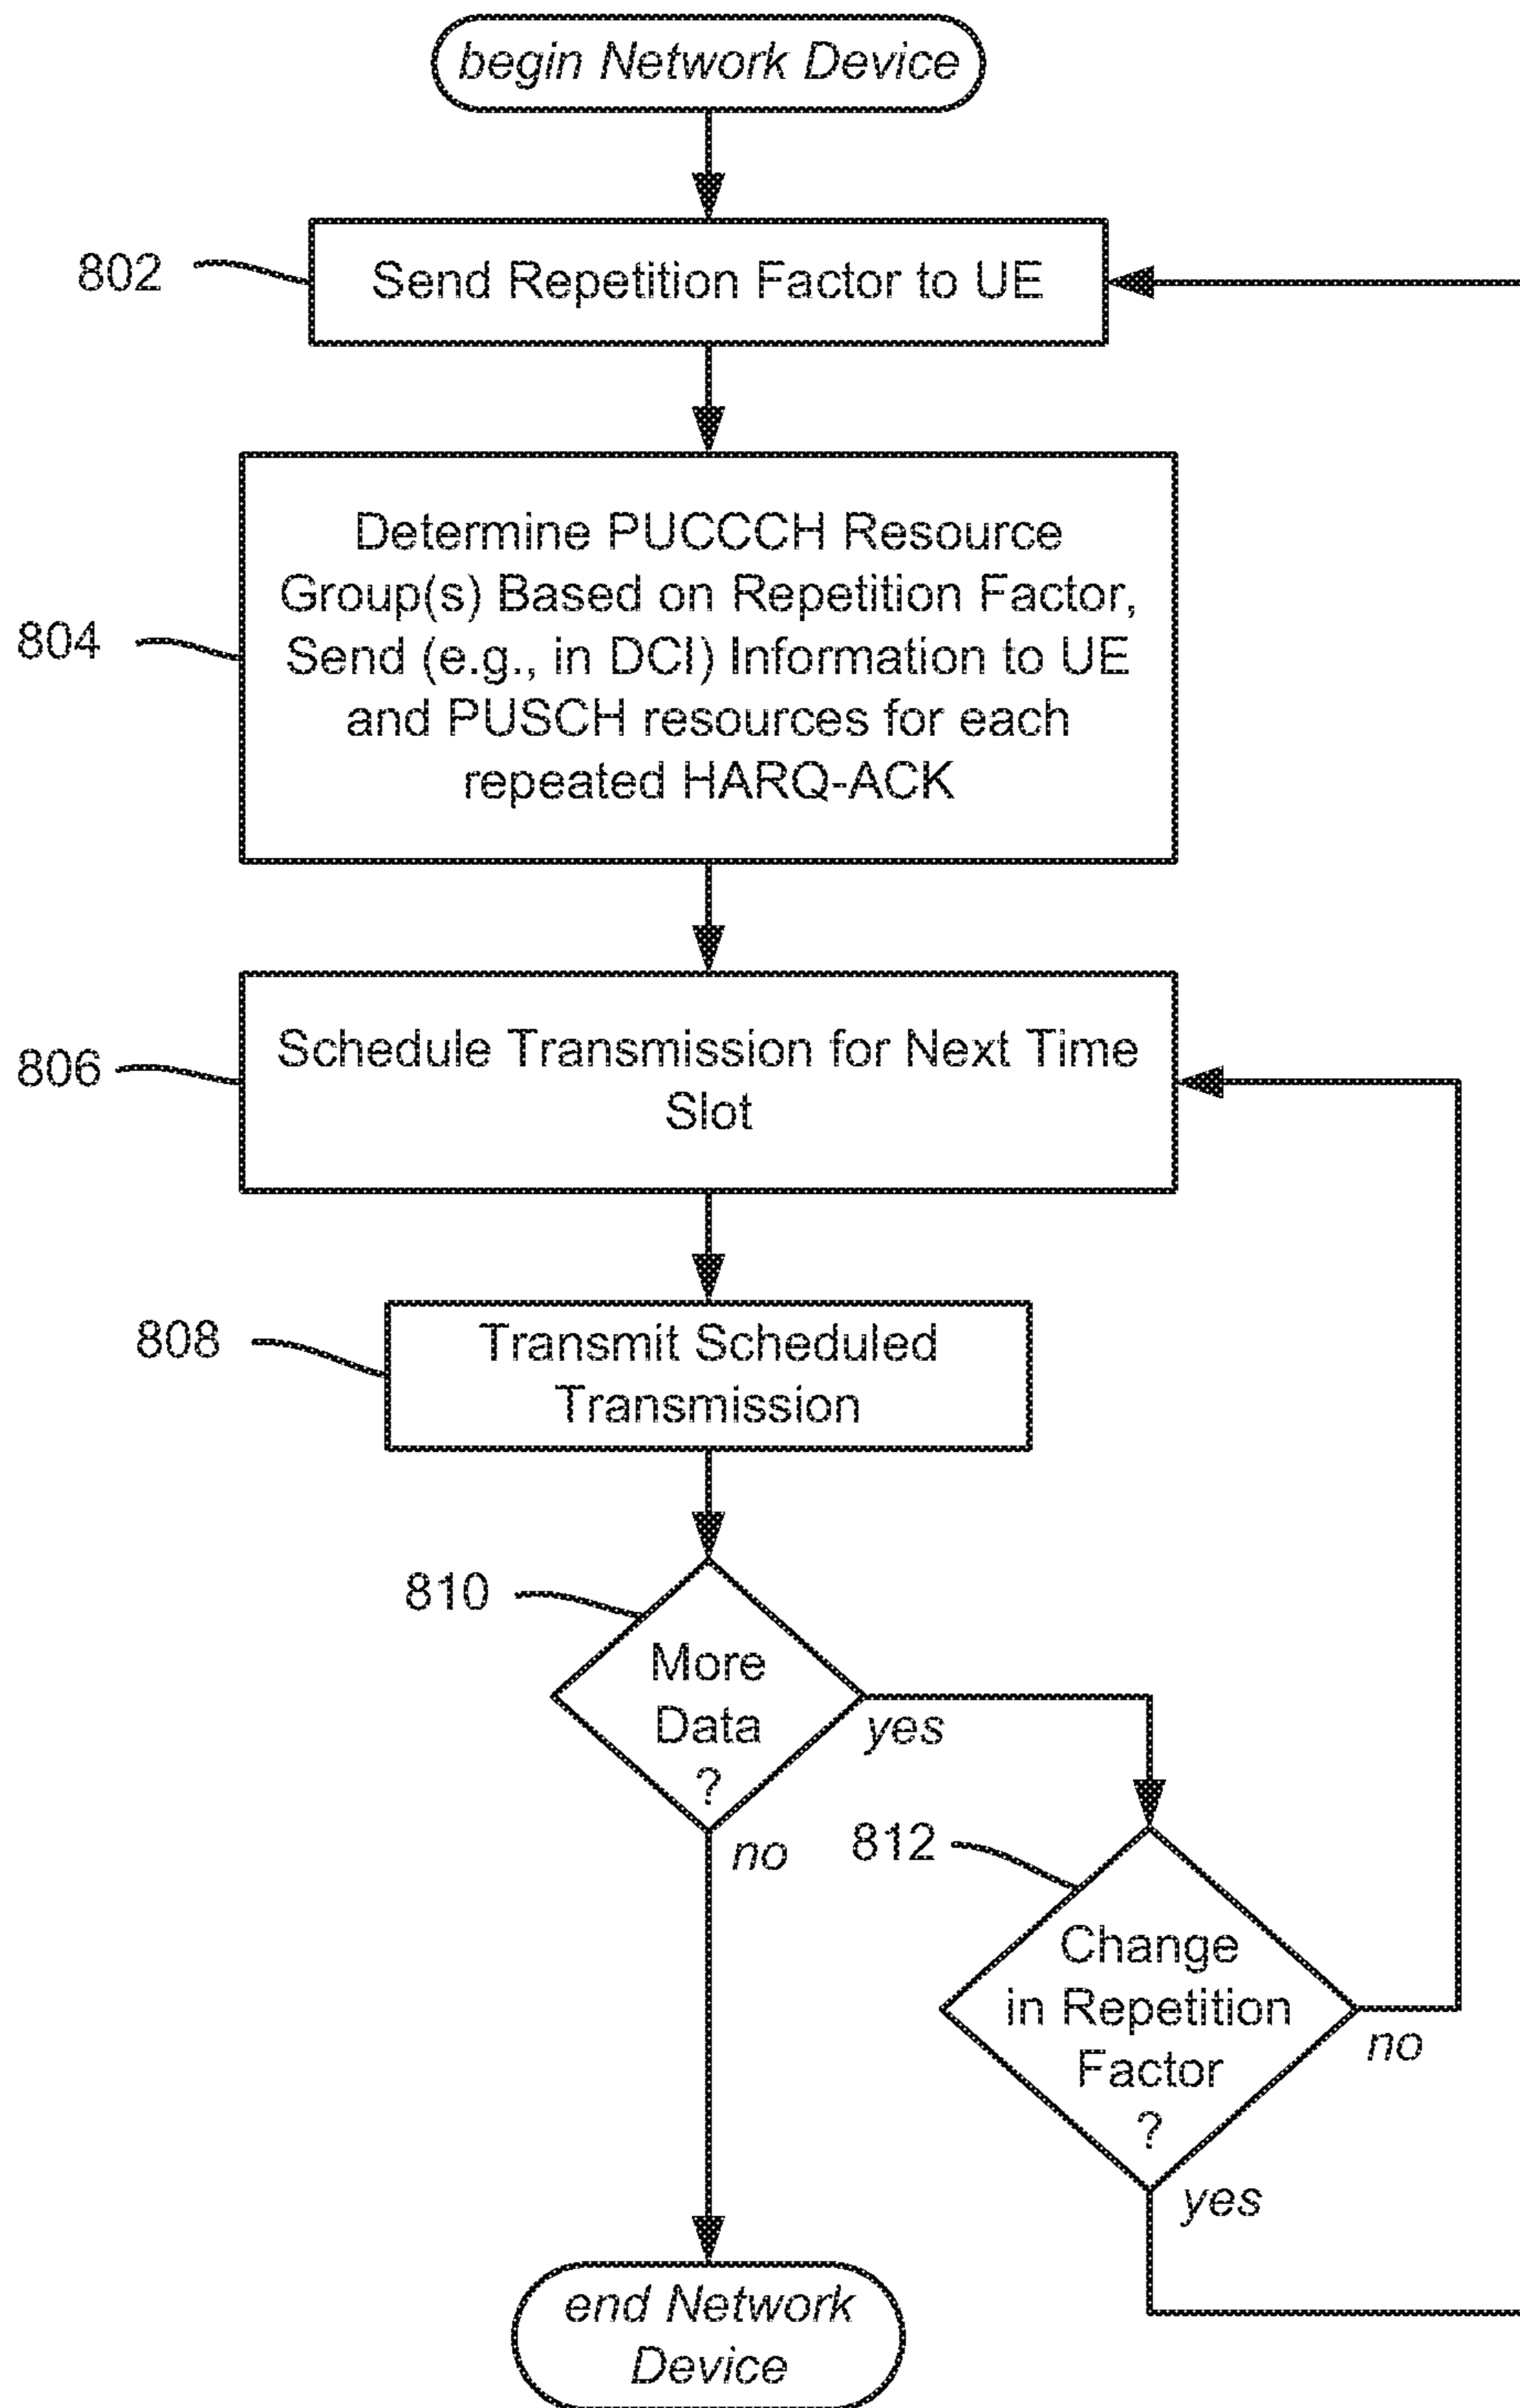 begin Network Device
802
Send Repetition Factor to UE
804
Determine PUCCCH Resource
Group(s) Based on Repetition Factor,
Send (e.g., in DCI) Information to UE
and PUSCH resources for each
repeated HARQ-ACK
806
Schedule Transmission for Next Time
Slot
808
Transmit Scheduled
Transmission
810
More
Data
?
yes
no
812
Change
in Repetition
Factor
?
no
yes
end Network
Device